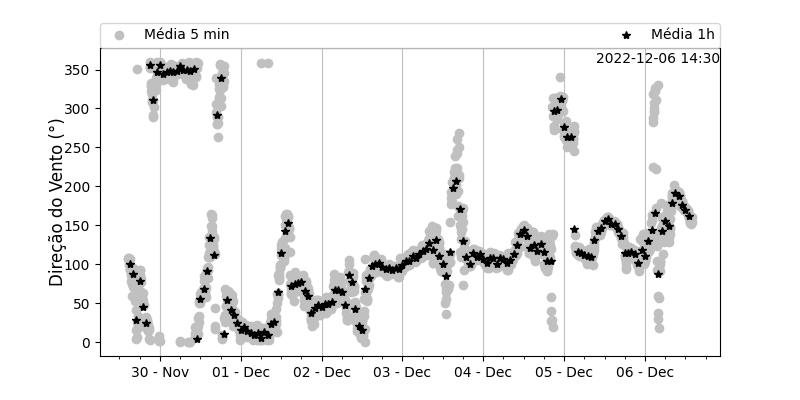 Média 5 min
Média 1h
2022-12-06 14:30
Direção do Vento (°)
350
300
250
200
150
100
50
0
30 - Nov
01 - Dec
02 - Dec
03 - Dec
04 - Dec
05 - Dec
06 - Dec